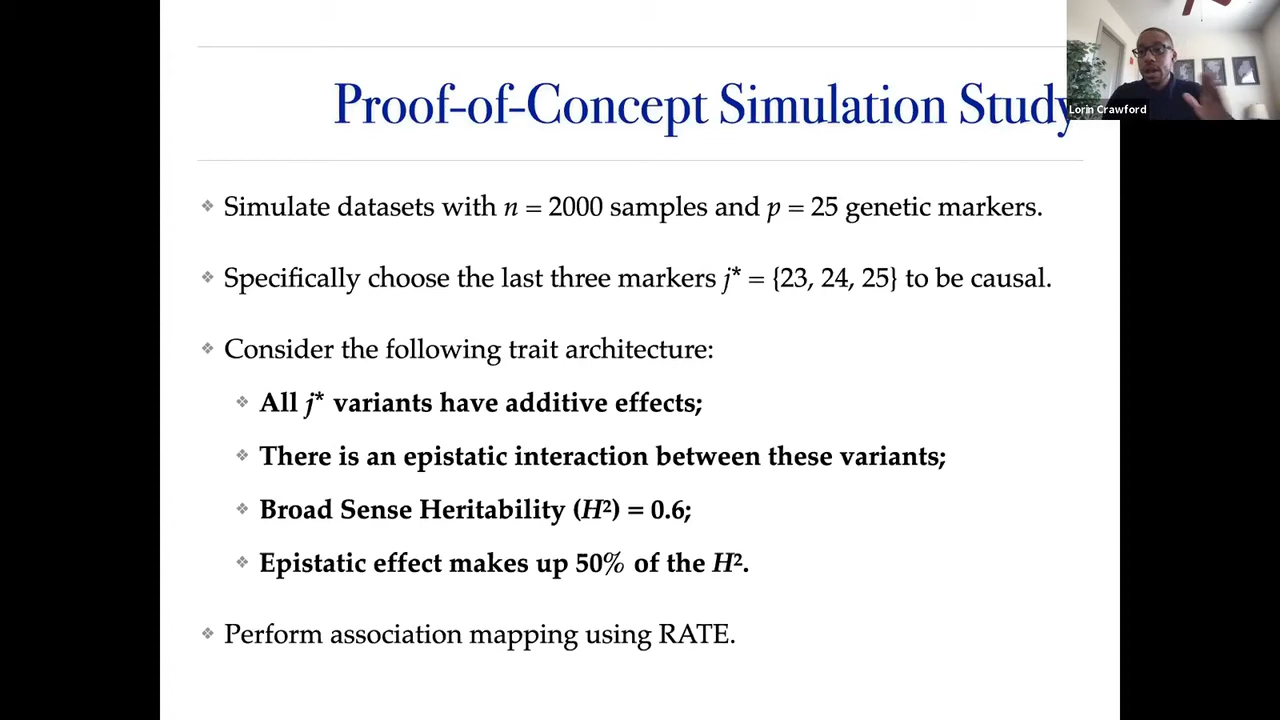 Proof-of-Concept Simulation Study
Lorin Crawford
❖ Simulate datasets with n = 2000 samples and p = 25 genetic markers.
❖ Specifically choose the last three markers j* = {23, 24, 25} to be causal.
❖ Consider the following trait architecture:
❖ All j* variants have additive effects;
❖ There is an epistatic interaction between these variants;
❖ Broad Sense Heritability (H²) = 0.6;
❖ Epistatic effect makes up 50% of the H².
❖ Perform association mapping using RATE.